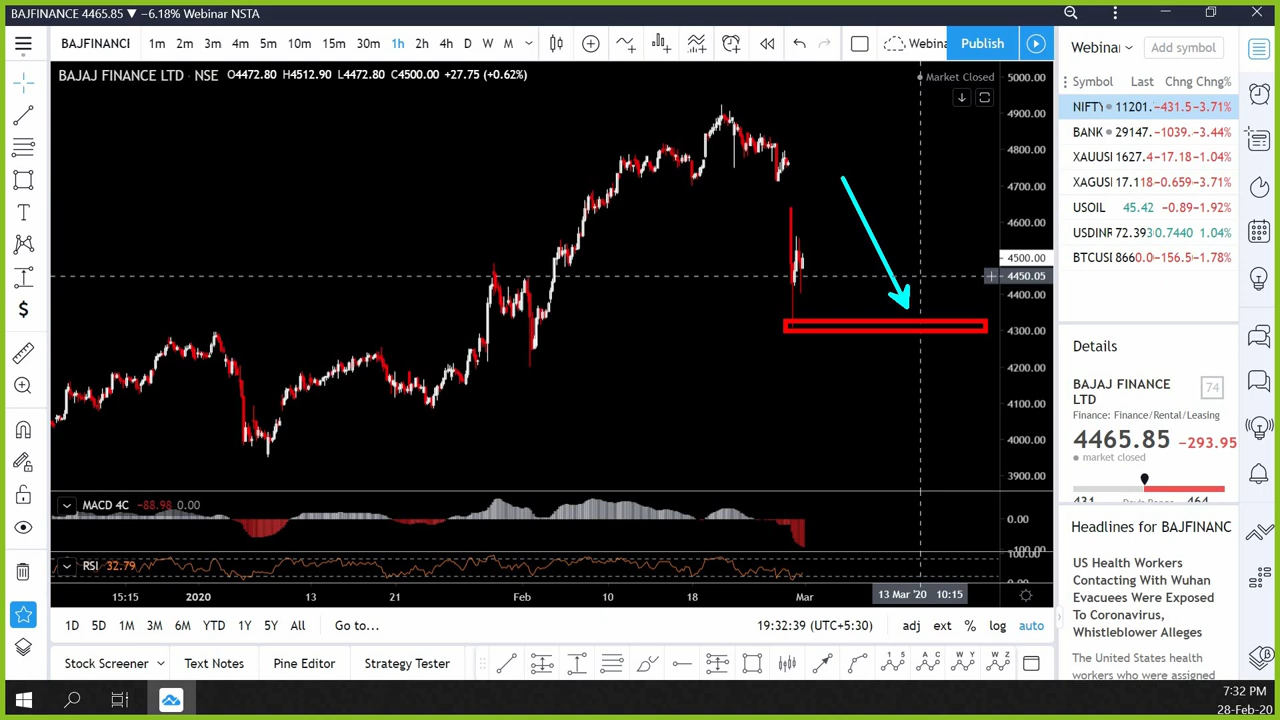 BAJFINANCE 4465.85 ▼ −6.18% Webinar NSTA
BAJFINANCI 1m 2m 3m 4m 5m 10m 15m 30m 1h 2h 4h D W M Webina Publish
BAJAJ FINANCE LTD · NSE O4472.80 H4512.90 L4472.80 C4500.00 +27.75 (+0.62%)
Market Closed
5000.00
4900.00
4800.00
4700.00
4600.00
4500.00
4450.05
4400.00
4300.00
4200.00
4100.00
4000.00
3900.00
MACD 4C −88.98 0.00
0.00
RSI 32.79
15:15 2020 13 21 Feb 10 18 Mar 13 Mar '20 10:15
1D 5D 1M 3M 6M YTD 1Y 5Y All Go to... 19:32:39 (UTC+5:30) adj ext % log auto
Stock Screener Text Notes Pine Editor Strategy Tester
1 5 A C W Y W Z
Webinar Add symbol
Symbol Last Chng Chng%
NIFTY 11201. −431.5 −3.71%
BANK 29147. −1039. −3.44%
XAUUSI 1627.4 −17.18 −1.04%
XAGUSI 17.118 −0.659 −3.71%
USOIL 45.42 −0.89 −1.92%
USDINR 72.393 0.7440 1.04%
BTCUSI 8660.0 −156.5 −1.78%
Details
BAJAJ FINANCE
LTD
74
Finance: Finance/Rental/Leasing
4465.85 −293.95
market closed
Headlines for BAJFINANC
US Health Workers
Contacting With Wuhan
Evacuees Were Exposed
To Coronavirus,
Whistleblower Alleges
The United States health
workers who were assigned
7:32 PM
28-Feb-20